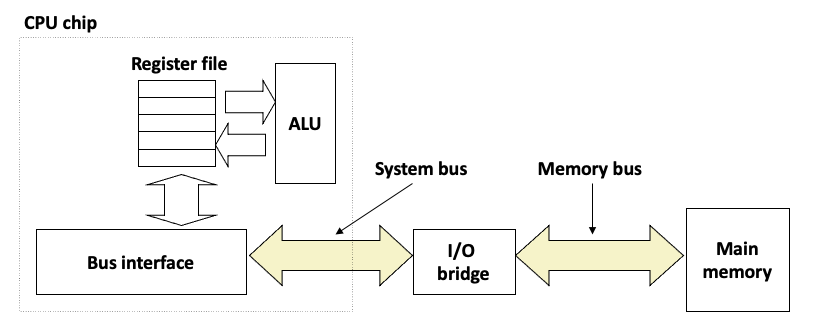 CPU chip
Register file
ALU
System bus
Memory bus
Bus interface
I/O
bridge
Main
memory